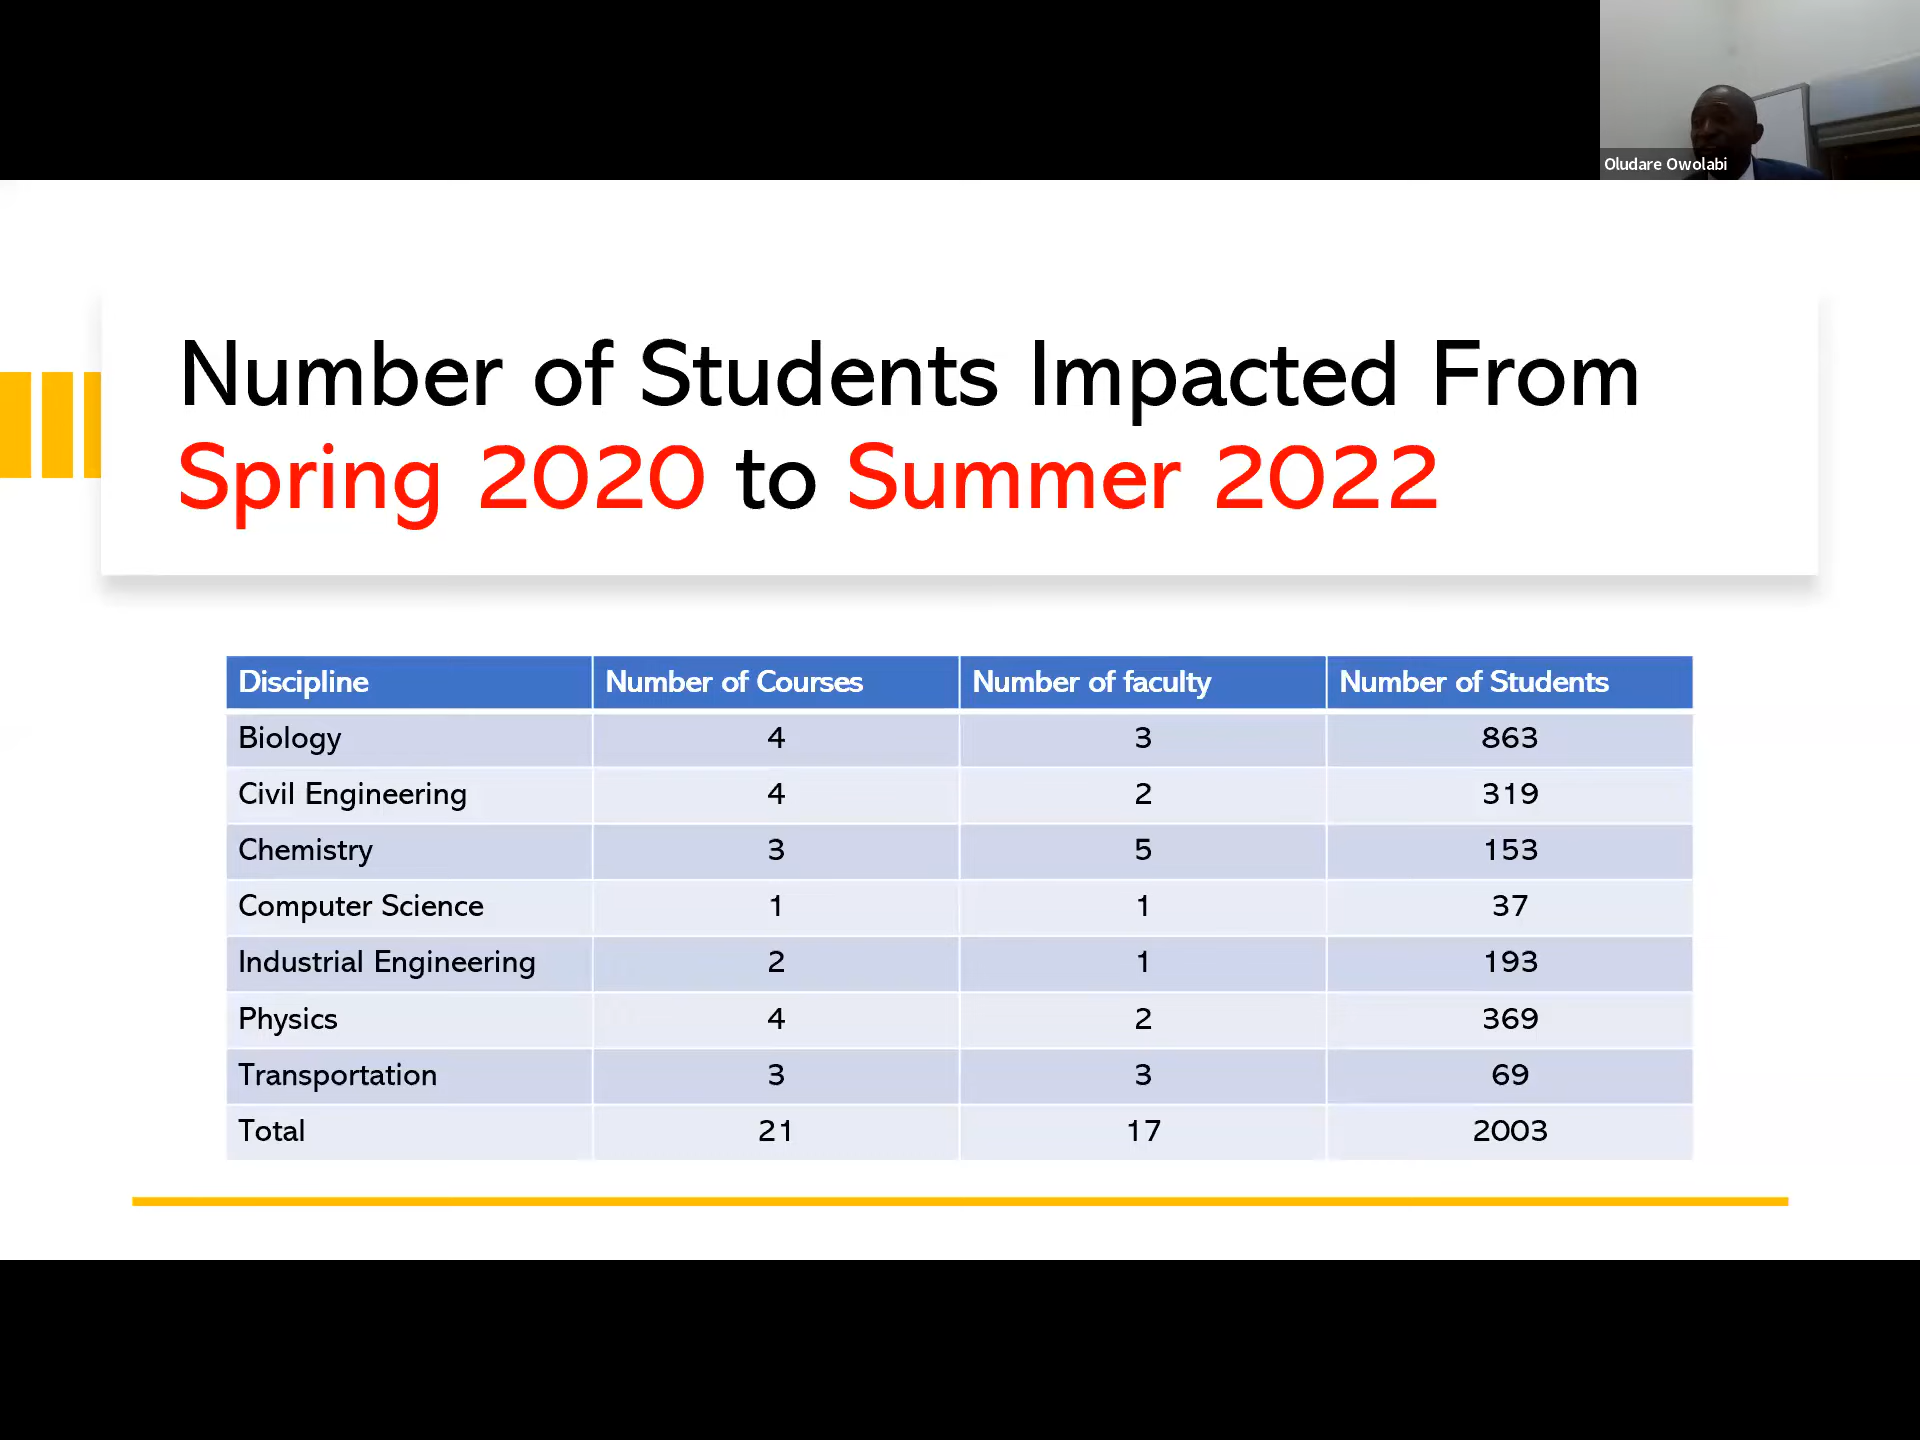 Oludare Owolabi
Number of Students Impacted From
Spring 2020 to Summer 2022
Discipline Number of Courses Number of faculty Number of Students
Biology 4 3 863
Civil Engineering 4 2 319
Chemistry 3 5 153
Computer Science 1 1 37
Industrial Engineering 2 1 193
Physics 4 2 369
Transportation 3 3 69
Total 21 17 2003